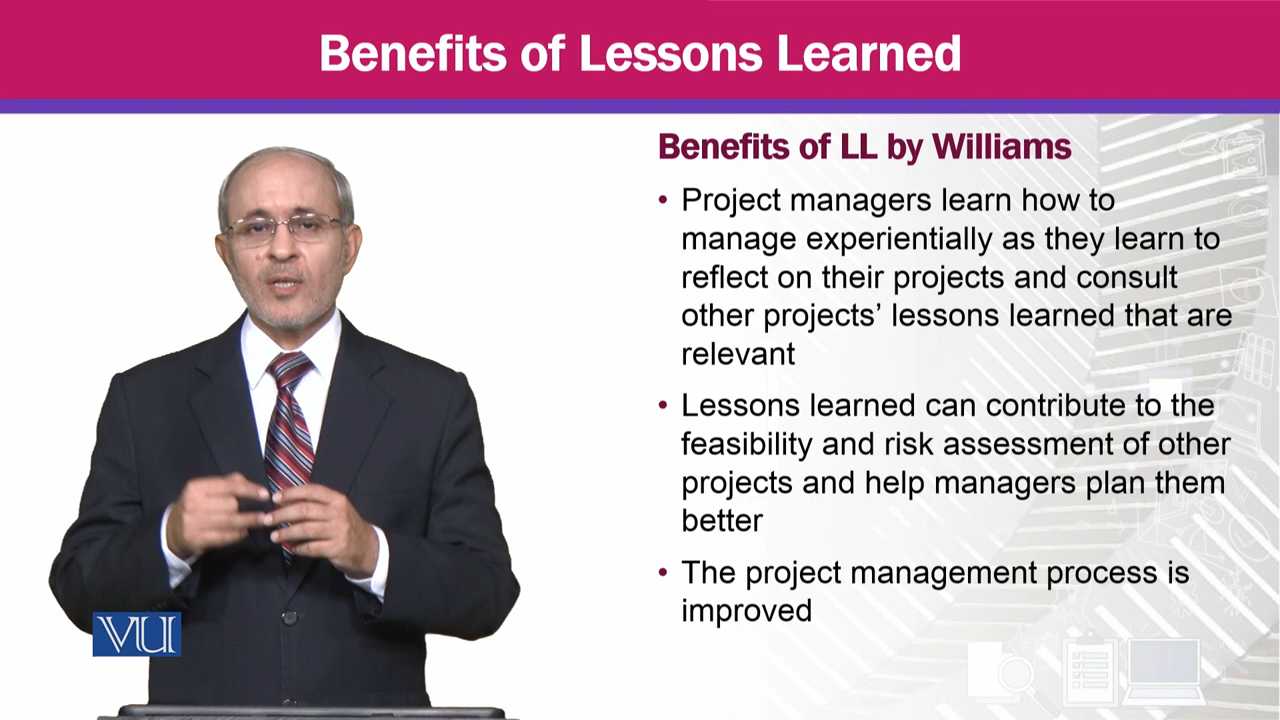 Benefits of Lessons Learned
Benefits of LL by Williams
• Project managers learn how to
manage experientially as they learn to
reflect on their projects and consult
other projects’ lessons learned that are
relevant
• Lessons learned can contribute to the
feasibility and risk assessment of other
projects and help managers plan them
better
• The project management process is
improved
VU